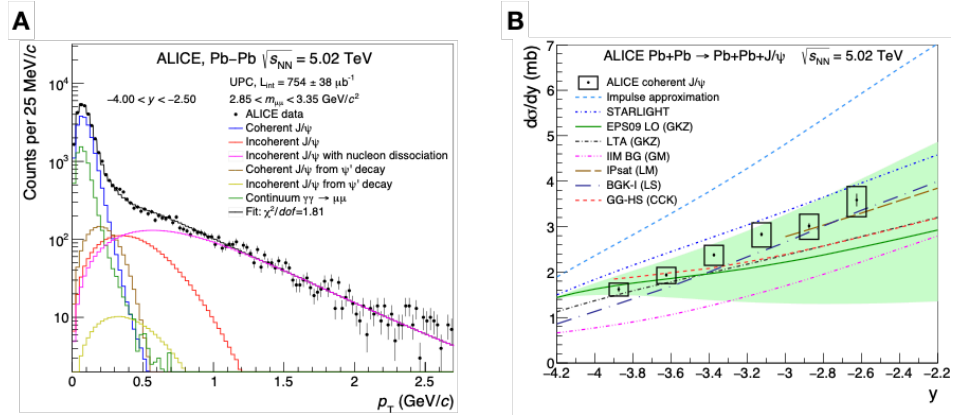 A
ALICE, Pb−Pb √sNN = 5.02 TeV
UPC, Lint = 754 ± 38 μb-1
−4.00 < y < −2.50
2.85 < mμμ < 3.35 GeV/c2
ALICE data
Coherent J/ψ
Incoherent J/ψ
Incoherent J/ψ with nucleon dissociation
Coherent J/ψ from ψ' decay
Incoherent J/ψ from ψ' decay
Continuum γγ → μμ
Fit: χ2/dof=1.81
Counts per 25 MeV/c
104
103
102
10
0 0.5 1 1.5 2 2.5
pT (GeV/c)
B
ALICE Pb+Pb → Pb+Pb+J/ψ √sNN = 5.02 TeV
ALICE coherent J/ψ
Impulse approximation
STARLIGHT
EPS09 LO (GKZ)
LTA (GKZ)
IIM BG (GM)
IPsat (LM)
BGK-I (LS)
GG-HS (CCK)
dσ/dy (mb)
7
6
5
4
3
2
1
0
−4.2 −4 −3.8 −3.6 −3.4 −3.2 −3 −2.8 −2.6 −2.4 −2.2
y